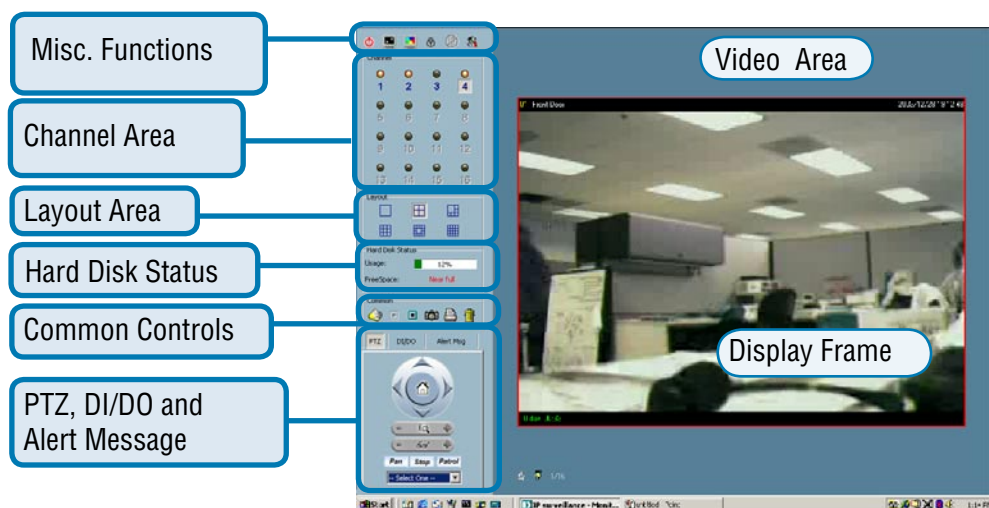 Misc. Functions
Channel Area
Layout Area
Hard Disk Status
Common Controls
PTZ, DI/DO and
Alert Message
Channel
1 2 3 4
5 6 7 8
9 10 11 12
13 14 15 16
Layout
Hard Disk Status
Usage: 12%
FreeSpace: Near full
Common
PTZ DI/DO Alert Msg
Pan Stop Patrol
-- Select One --
Video Area
Front Door
Display Frame
1/16
Start